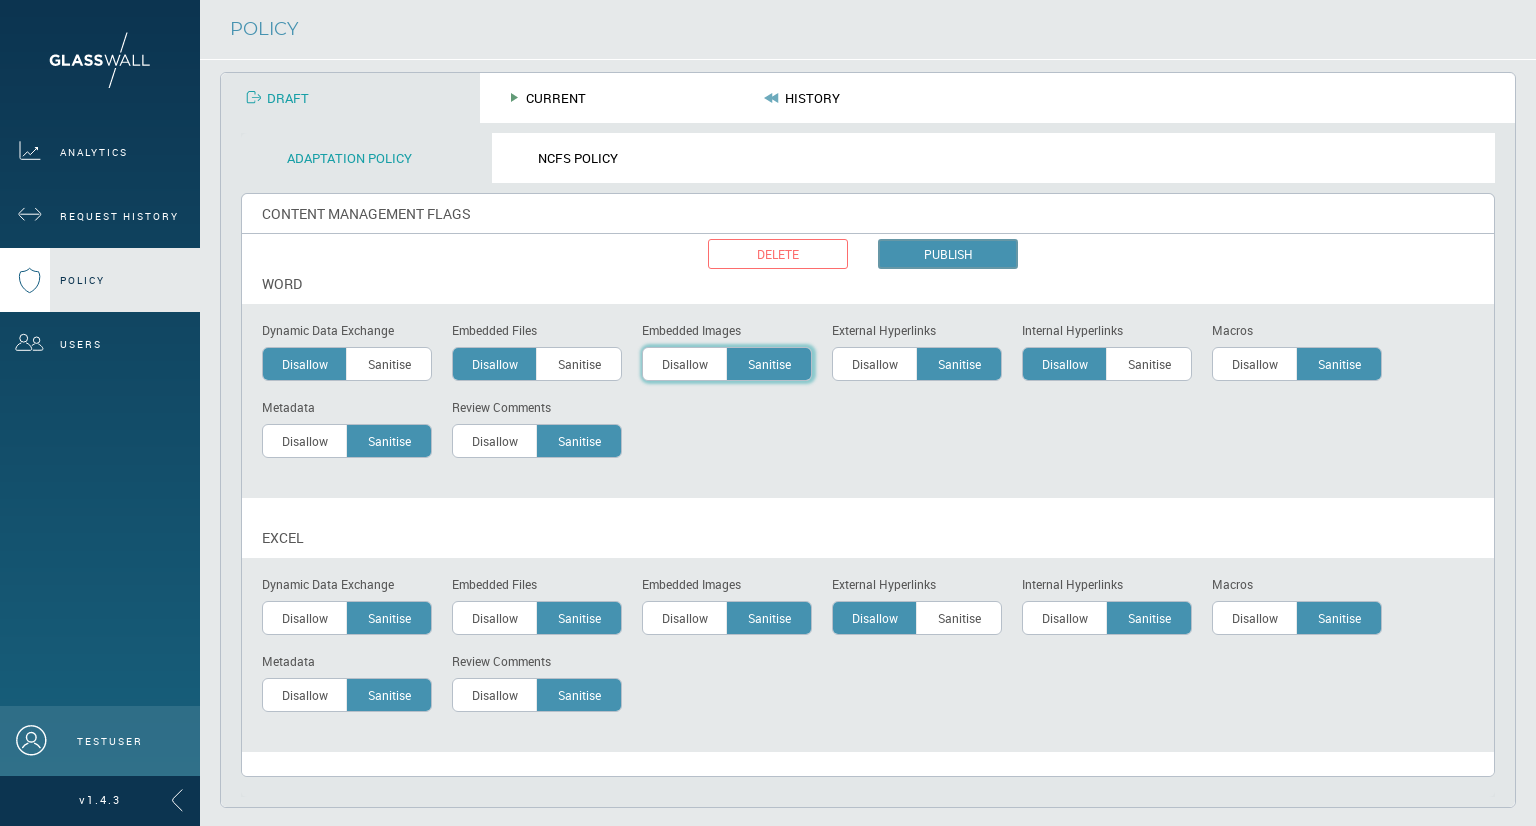 GLASSWALL
ANALYTICS
REQUEST HISTORY
POLICY
USERS
TESTUSER
v1.4.3
POLICY
DRAFT CURRENT HISTORY
ADAPTATION POLICY NCFS POLICY
CONTENT MANAGEMENT FLAGS
DELETE PUBLISH
WORD
Dynamic Data Exchange Embedded Files Embedded Images External Hyperlinks Internal Hyperlinks Macros
Disallow Sanitise Disallow Sanitise Disallow Sanitise Disallow Sanitise Disallow Sanitise Disallow Sanitise
Metadata Review Comments
Disallow Sanitise Disallow Sanitise
EXCEL
Dynamic Data Exchange Embedded Files Embedded Images External Hyperlinks Internal Hyperlinks Macros
Disallow Sanitise Disallow Sanitise Disallow Sanitise Disallow Sanitise Disallow Sanitise Disallow Sanitise
Metadata Review Comments
Disallow Sanitise Disallow Sanitise